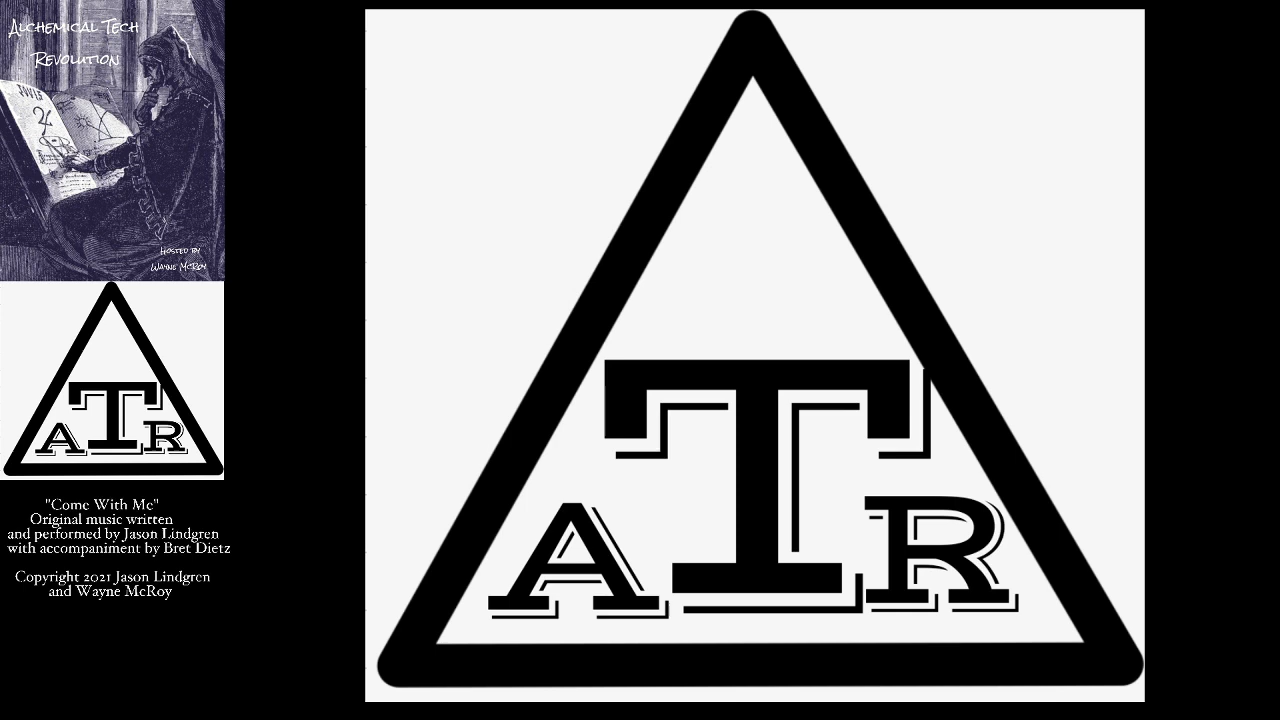 Alchemical Tech
Revolution
Hosted by
Wayne McRoy
ATR
"Come With Me"
Original music written
and performed by Jason Lindgren
with accompaniment by Bret Dietz
Copyright 2021 Jason Lindgren
and Wayne McRoy
ATR